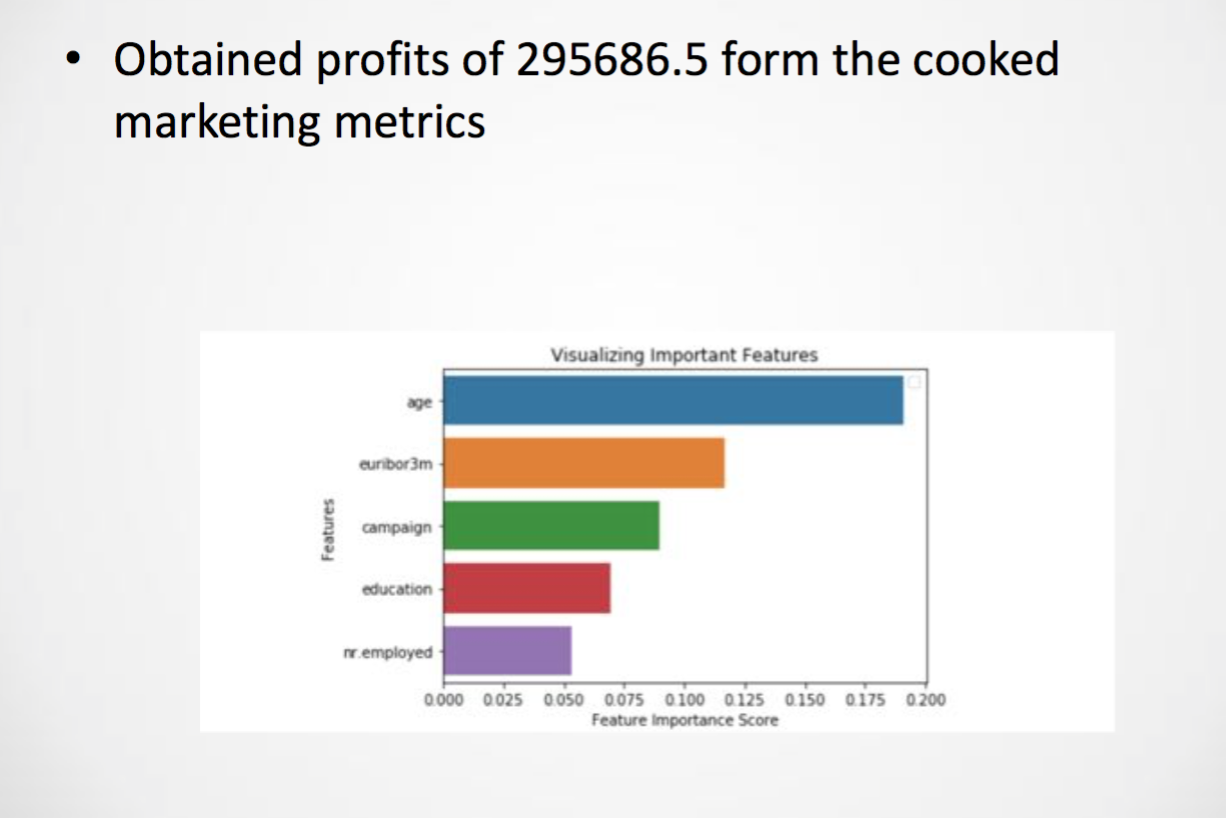 • Obtained profits of 295686.5 form the cooked
marketing metrics
Visualizing Important Features
age
euribor3m
campaign
education
nr.employed
Features
0.000 0.025 0.050 0.075 0.100 0.125 0.150 0.175 0.200
Feature Importance Score